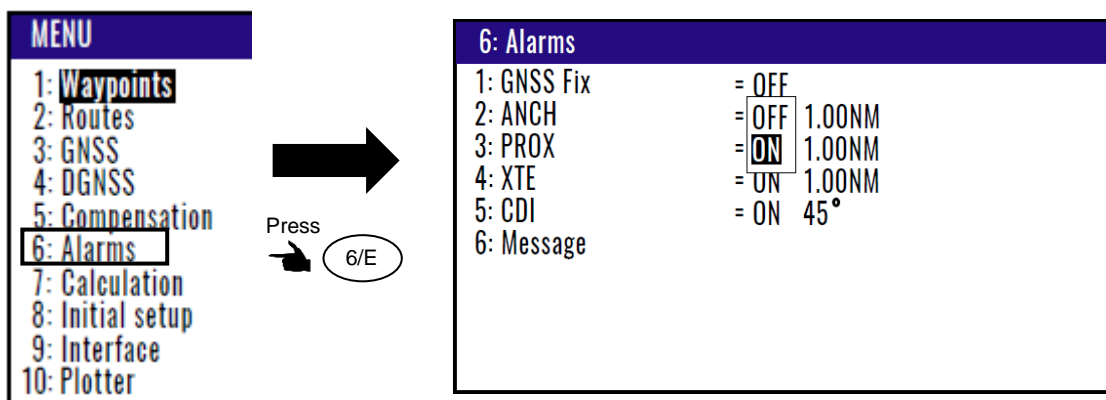 MENU
1: Waypoints
2: Routes
3: GNSS
4: DGNSS
5: Compensation
6: Alarms
7: Calculation
8: Initial setup
9: Interface
10: Plotter
Press
6/E
6: Alarms
1: GNSS Fix = OFF
2: ANCH = OFF 1.00NM
3: PROX = ON 1.00NM
4: XTE = ON 1.00NM
5: CDI = ON 45°
6: Message